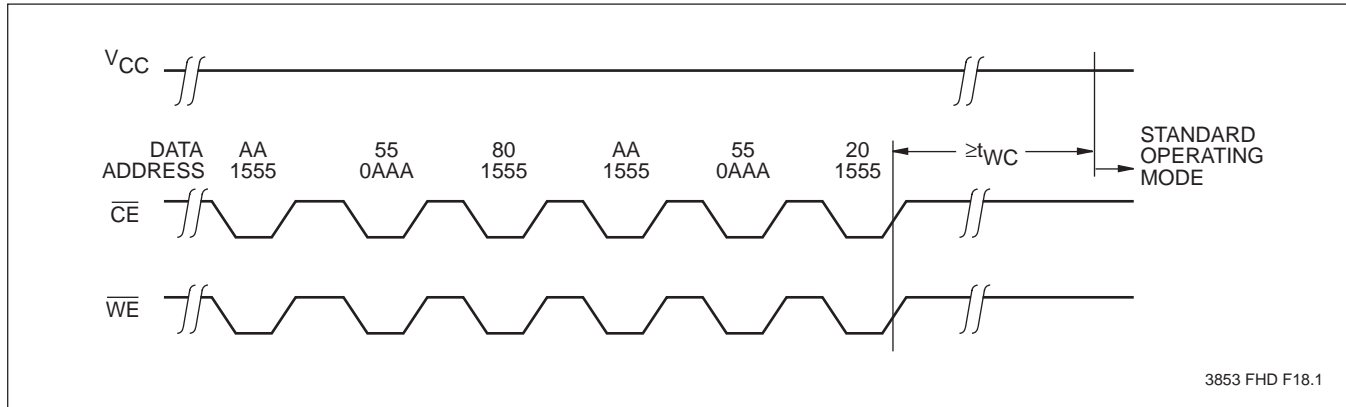 VCC
DATA AA 55 80 AA 55 20
ADDRESS 1555 0AAA 1555 1555 0AAA 1555
≥tWC
STANDARD
OPERATING
MODE
CE
WE
3853 FHD F18.1